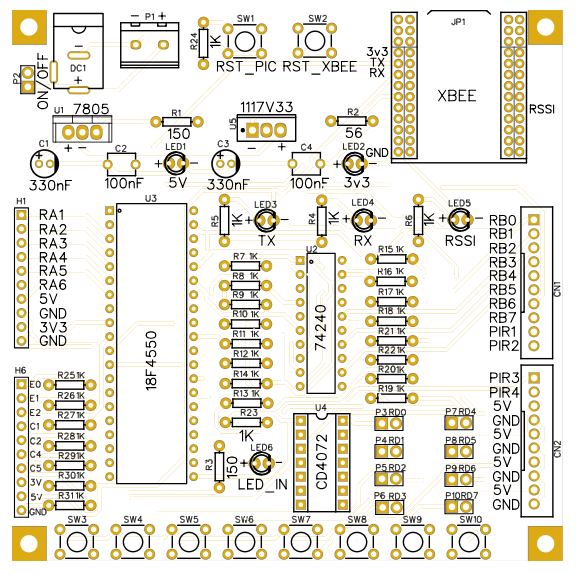 P1
SW1
SW2
JP1
R24
1K
RST_PIC
RST_XBEE
DC1
P2
ON/OFF
3v3
TX
RX
XBEE
RSSI
GND
U1
7805
R1
150
U5
1117V33
R2
56
C1
330nF
C2
100nF
LED1
5V
C3
330nF
C4
100nF
LED2
3v3
H1
RA1
RA2
RA3
RA4
RA5
RA6
5V
GND
3V3
GND
U3
18F4550
R5
1K
LED3
TX
R4
1K
LED4
RX
R6
1K
LED5
RSSI
RB0
RB1
RB2
RB3
RB4
RB5
RB6
RB7
PIR1
PIR2
CN1
R7 1K
R8 1K
R9 1K
R10 1K
R11 1K
R12 1K
R14 1K
R13 1K
R23
1K
U2
74240
R15 1K
R16 1K
R17 1K
R18 1K
R21 1K
R22 1K
R20 1K
R19 1K
PIR3
PIR4
5V
GND
5V
GND
5V
GND
5V
GND
CN2
H6
E0
E1
E2
C1
C2
C4
C5
3V
5V
GND
R25 1K
R26 1K
R27 1K
R28 1K
R29 1K
R30 1K
R31 1K
R3
150
LED6
LED_IN
U4
CD4072
P3 RD0
P4 RD1
P5 RD2
P6 RD3
P7 RD4
P8 RD5
P9 RD6
P10 RD7
SW3
SW4
SW5
SW6
SW7
SW8
SW9
SW10